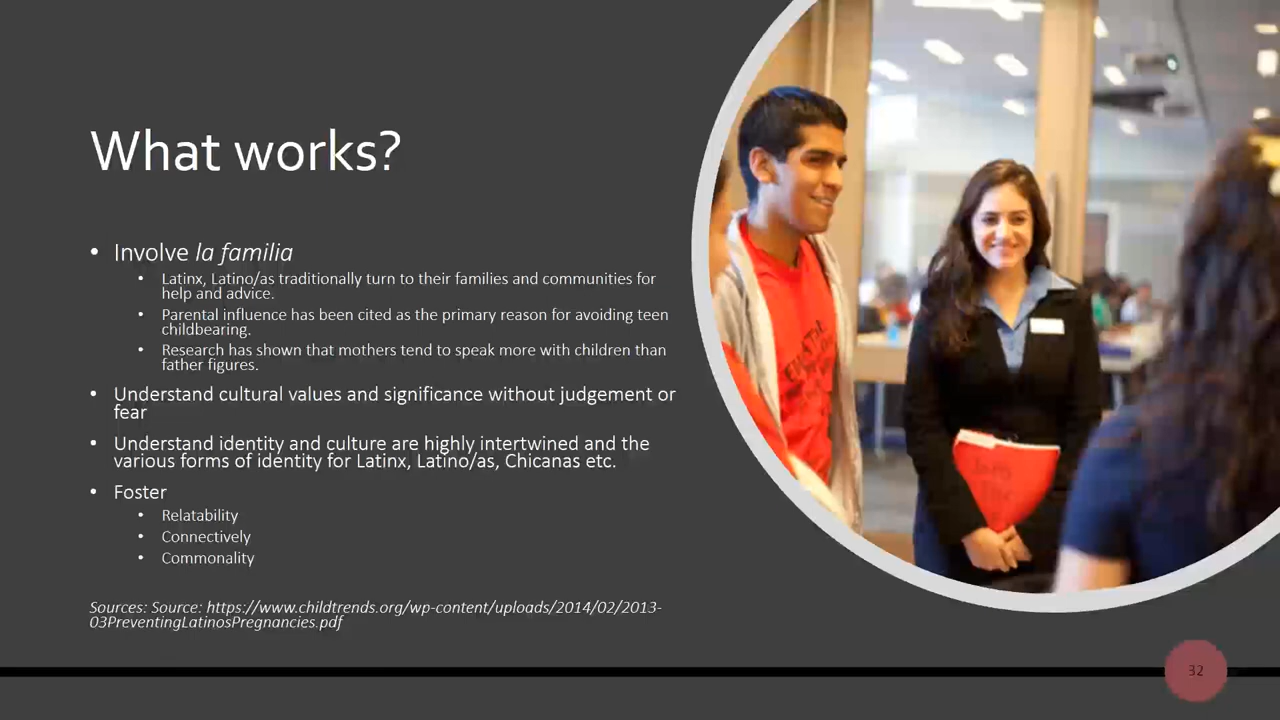 What works?
• Involve la familia
• Latinx, Latino/as traditionally turn to their families and communities for
help and advice.
• Parental influence has been cited as the primary reason for avoiding teen
childbearing.
• Research has shown that mothers tend to speak more with children than
father figures.
• Understand cultural values and significance without judgement or
fear
• Understand identity and culture are highly intertwined and the
various forms of identity for Latinx, Latino/as, Chicanas etc.
• Foster
• Relatability
• Connectively
• Commonality
Sources: Source: https://www.childtrends.org/wp-content/uploads/2014/02/2013-
03PreventingLatinosPregnancies.pdf
32